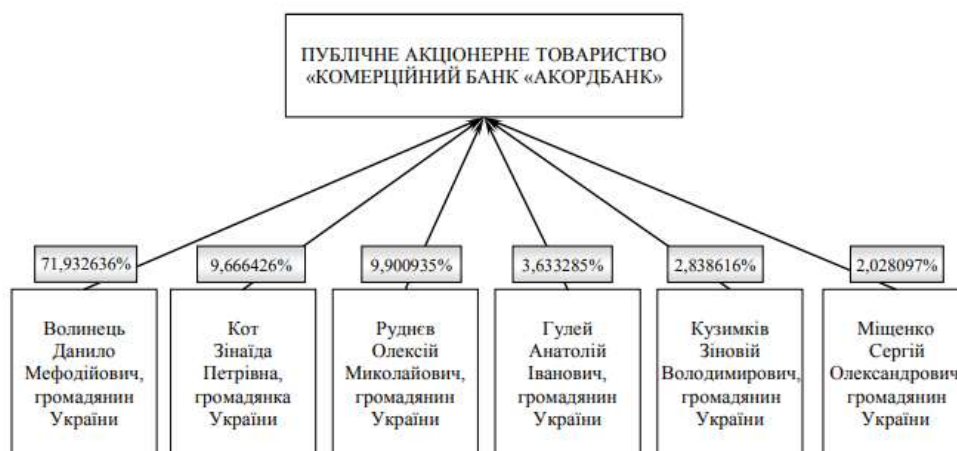 ПУБЛІЧНЕ АКЦІОНЕРНЕ ТОВАРИСТВО
«КОМЕРЦІЙНИЙ БАНК «АКОРДБАНК»
71,932636%
Волинець
Данило
Мефодійович,
громадянин
України
9,666426%
Кот
Зінаїда
Петрівна,
громадянка
України
9,900935%
Руднєв
Олексій
Миколайович,
громадянин
України
3,633285%
Гулей
Анатолій
Іванович,
громадянин
України
2,838616%
Кузимків
Зіновій
Володимирович,
громадянин
України
2,028097%
Міщенко
Сергій
Олександрович
громадянин
України